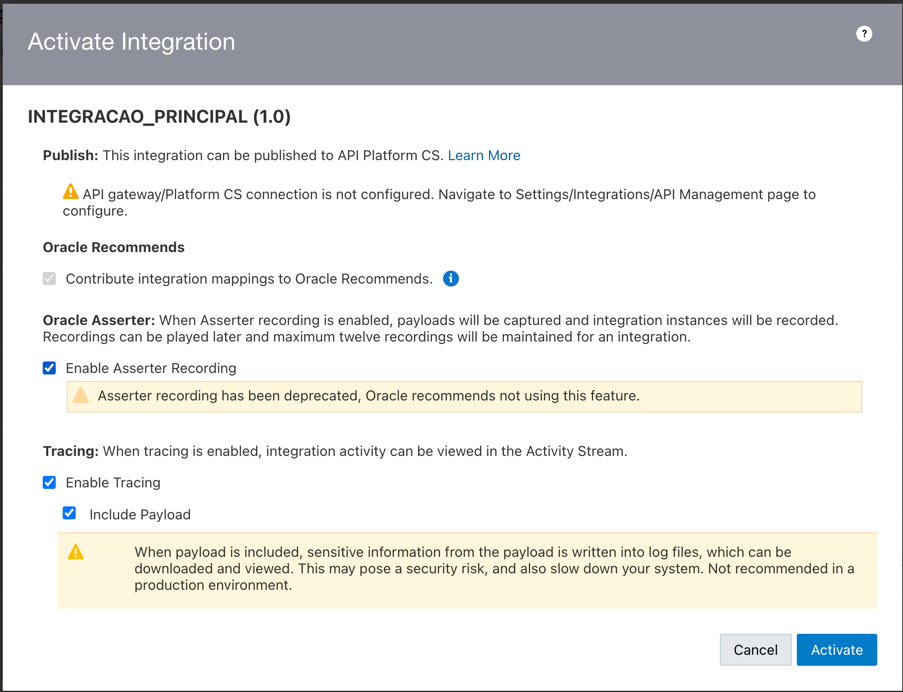 Activate Integration
?
INTEGRACAO_PRINCIPAL (1.0)
Publish: This integration can be published to API Platform CS. Learn More
API gateway/Platform CS connection is not configured. Navigate to Settings/Integrations/API Management page to
configure.
Oracle Recommends
Contribute integration mappings to Oracle Recommends.
Oracle Asserter: When Asserter recording is enabled, payloads will be captured and integration instances will be recorded.
Recordings can be played later and maximum twelve recordings will be maintained for an integration.
Enable Asserter Recording
Asserter recording has been deprecated, Oracle recommends not using this feature.
Tracing: When tracing is enabled, integration activity can be viewed in the Activity Stream.
Enable Tracing
Include Payload
When payload is included, sensitive information from the payload is written into log files, which can be
downloaded and viewed. This may pose a security risk, and also slow down your system. Not recommended in a
production environment.
Cancel Activate